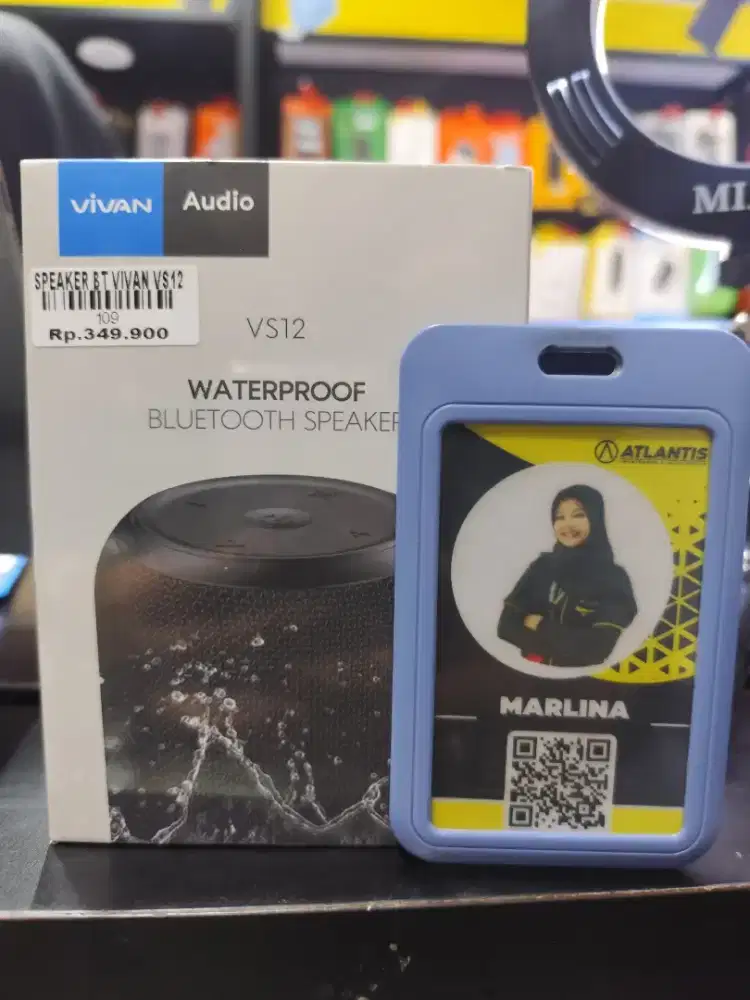 ViVAN Audio
SPEAKER BT VIVAN VS12
109
Rp.349.900
VS12
WATERPROOF
BLUETOOTH SPEAKER
ATLANTIS
MARLINA